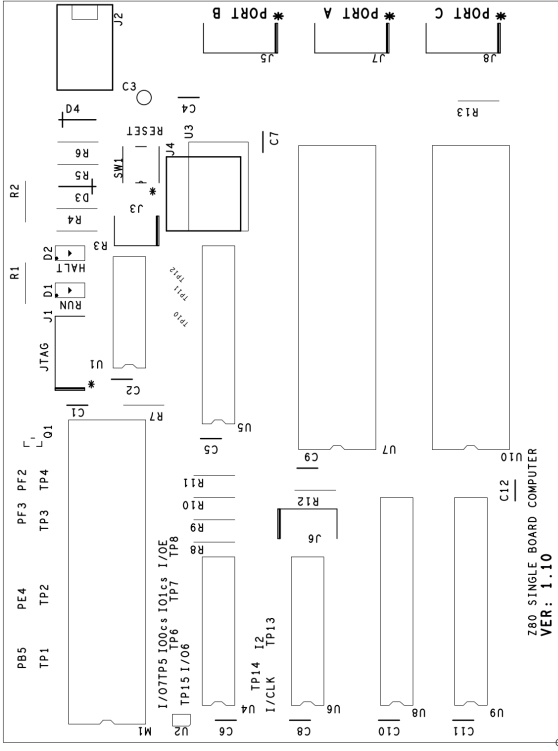 J2
PORT B *
PORT A *
PORT C *
J5
J7
J8
C3
C4
D4
RESET
U3
C7
R13
R6
J4
SW1
R5
R2
D3
*
J3
R4
R3
D2
HALT
TP12
TP11
TP10
R1
D1
RUN
J1
JTAG
*
U1
C2
C1
R7
U5
Q1
C5
C9
U7
U10
PF2
TP4
R11
C12
PF3
TP3
R10
R12
R9
J6
R8
I/OE
TP8
PE4
TP2
IO1cs
TP7
IO0cs
TP6
I2
TP13
PB5
TP1
I/O7
TP5
I/O6
TP15
TP14
I/CLK
M1
U2
U4
U6
U8
U9
C6
C8
C10
C11
Z80 SINGLE BOARD COMPUTER
VER: 1.10